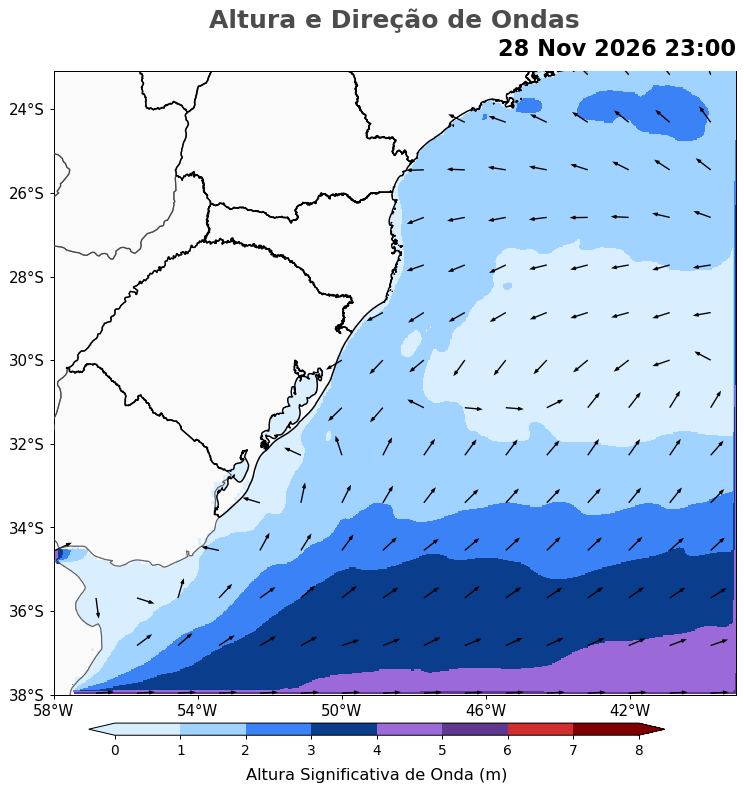 Altura e Direção de Ondas
28 Nov 2026 23:00
24°S
26°S
28°S
30°S
32°S
34°S
36°S
38°S
58°W 54°W 50°W 46°W 42°W
0 1 2 3 4 5 6 7 8
Altura Significativa de Onda (m)